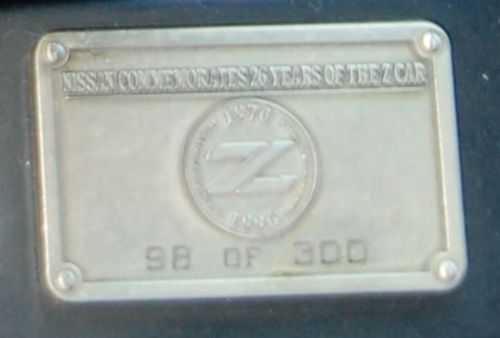 NISSAN COMMEMORATES 26 YEARS OF THE Z CAR
1970
Z
1996
98 OF 300